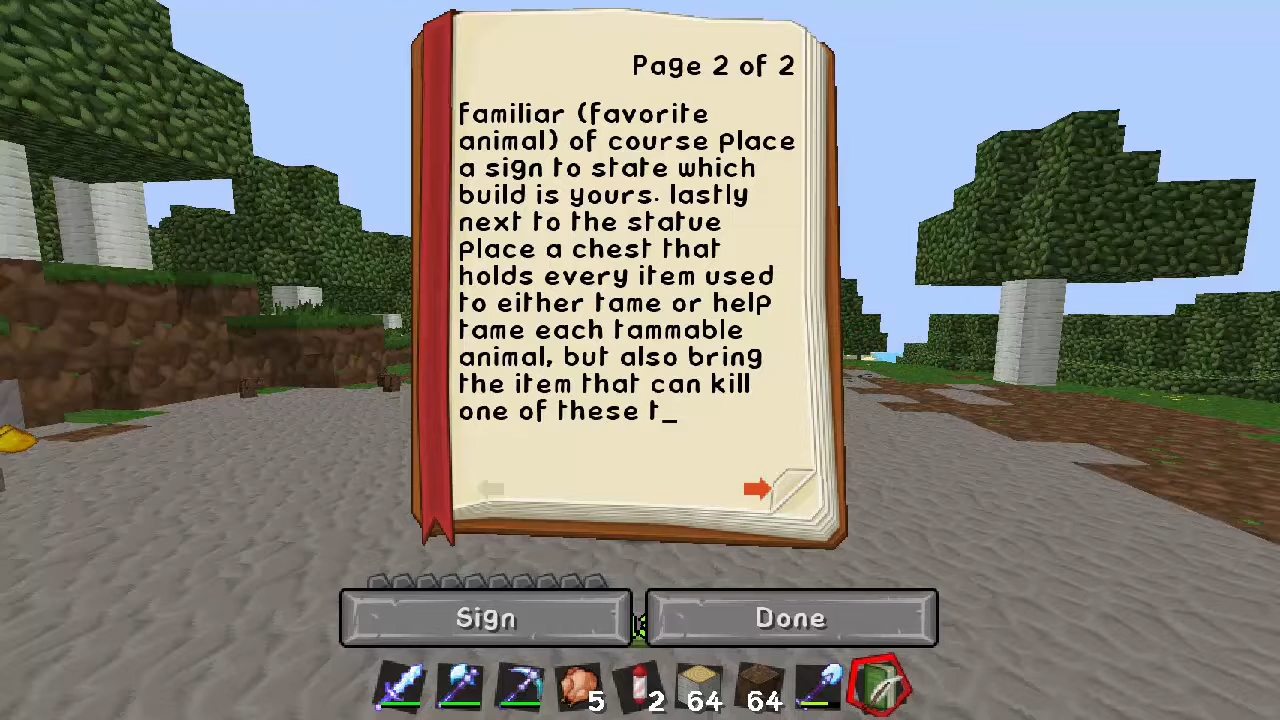 Page 2 of 2
familiar (favorite
animal) of course place
a sign to state which
build is yours. lastly
next to the statue
place a chest that
holds every item used
to either tame or help
tame each tammable
animal, but also bring
the item that can kill
one of these t_
Sign
Done
5
2
64
64